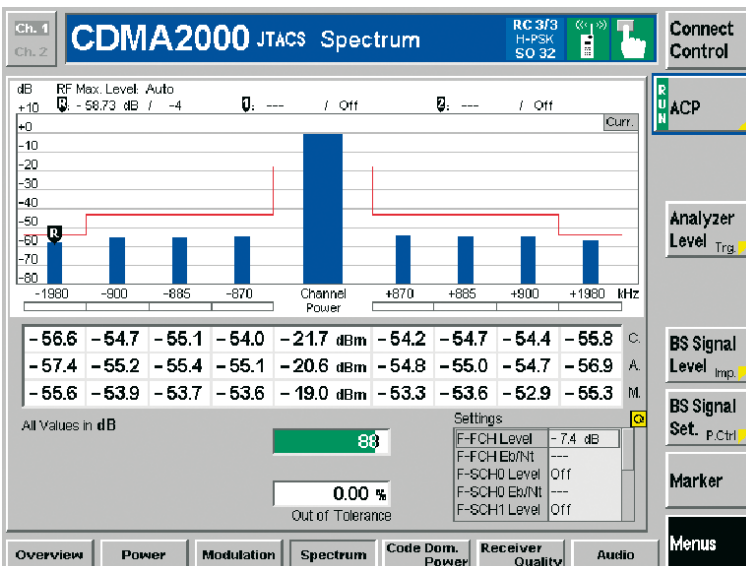 Ch. 1
Ch. 2
CDMA2000 JTACS Spectrum
RC 3/3
H-PSK
SO 32
Connect
Control
dB RF Max. Level: Auto
+10 R: - 58.73 dB / -4 1: --- / Off 2: --- / Off
+0
Curr.
-10
-20
-30
-40
-50
-60
-70
-80
R
-1980 -900 -885 -870 Channel Power +870 +885 +900 +1980 kHz
-56.6 -54.7 -55.1 -54.0 -21.7 dBm -54.2 -54.7 -54.4 -55.8 C.
-57.4 -55.2 -55.4 -55.1 -20.6 dBm -54.8 -55.0 -54.7 -56.9 A.
-55.6 -53.9 -53.7 -53.6 -19.0 dBm -53.3 -53.6 -52.9 -55.3 M.
All Values in dB
88
0.00 %
Out of Tolerance
Settings
F-FCH Level - 7.4 dB
F-FCH Eb/Nt ---
F-SCH0 Level Off
F-SCH0 Eb/Nt ---
F-SCH1 Level Off
RUN
ACP
Analyzer
Level Trg.
BS Signal
Level Imp.
BS Signal
Set. P.Ctrl
Marker
Menus
Overview
Power
Modulation
Spectrum
Code Dom.
Power
Receiver
Quality
Audio